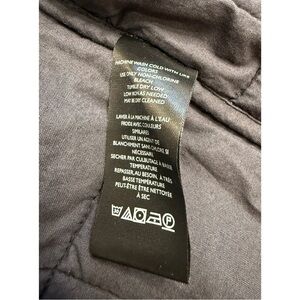 MACHINE WASH COLD WITH LIKE
COLORS
USE ONLY NON-CHLORINE
BLEACH
TUMBLE DRY LOW
LOW IRON AS NEEDED
MAY BE DRY CLEANED
LAVER À LA MACHINE À L'EAU
FROIDE AVEC COULEURS
SIMILAIRES
UTILISER UN AGENT DE
BLANCHIMENT SANS CHLORE SI
NÉCESSAIRE
SÉCHER PAR CULBUTAGE À BASSE
TEMPÉRATURE
REPASSER, AU BESOIN, À TRÈS
BASSE TEMPÉRATURE
PEUT-ÊTRE ÊTRE NETTOYÉE
À SEC
P